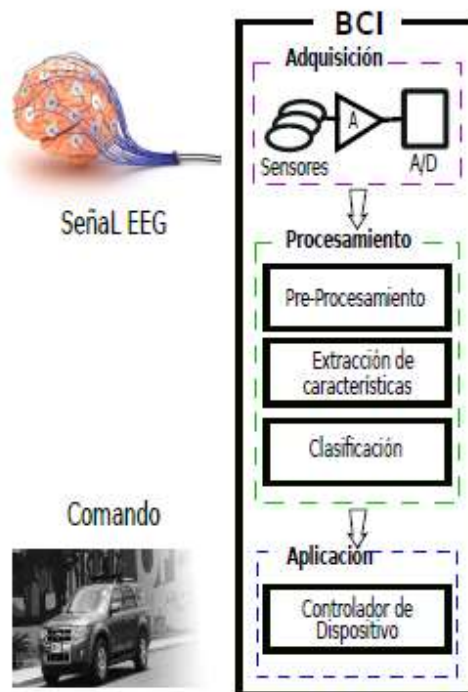 BCI
Adquisición
A
Sensores
A/D
SeñaL EEG
Procesamiento
Pre-Procesamiento
Extracción de
características
Clasificación
Comando
Aplicación
Controlador de
Dispositivo